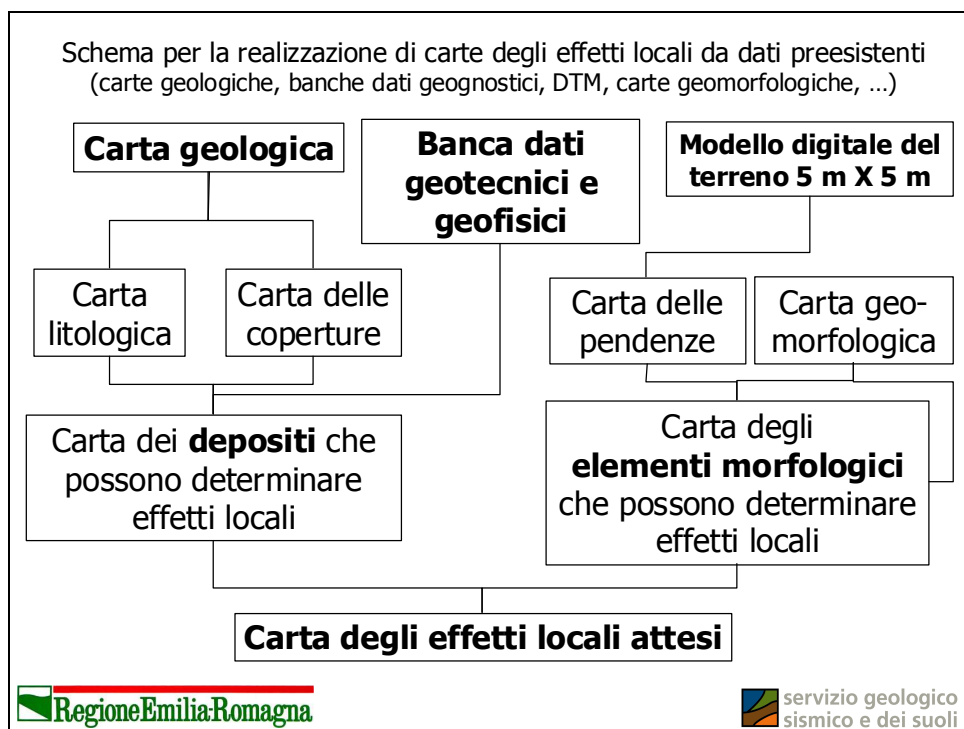 Schema per la realizzazione di carte degli effetti locali da dati preesistenti
(carte geologiche, banche dati geognostici, DTM, carte geomorfologiche, …)
Carta geologica
Banca dati
geotecnici e
geofisici
Modello digitale del
terreno 5 m X 5 m
Carta
litologica
Carta delle
coperture
Carta delle
pendenze
Carta geo-
morfologica
Carta dei depositi che
possono determinare
effetti locali
Carta degli
elementi morfologici
che possono determinare
effetti locali
Carta degli effetti locali attesi
RegioneEmilia-Romagna
servizio geologico
sismico e dei suoli